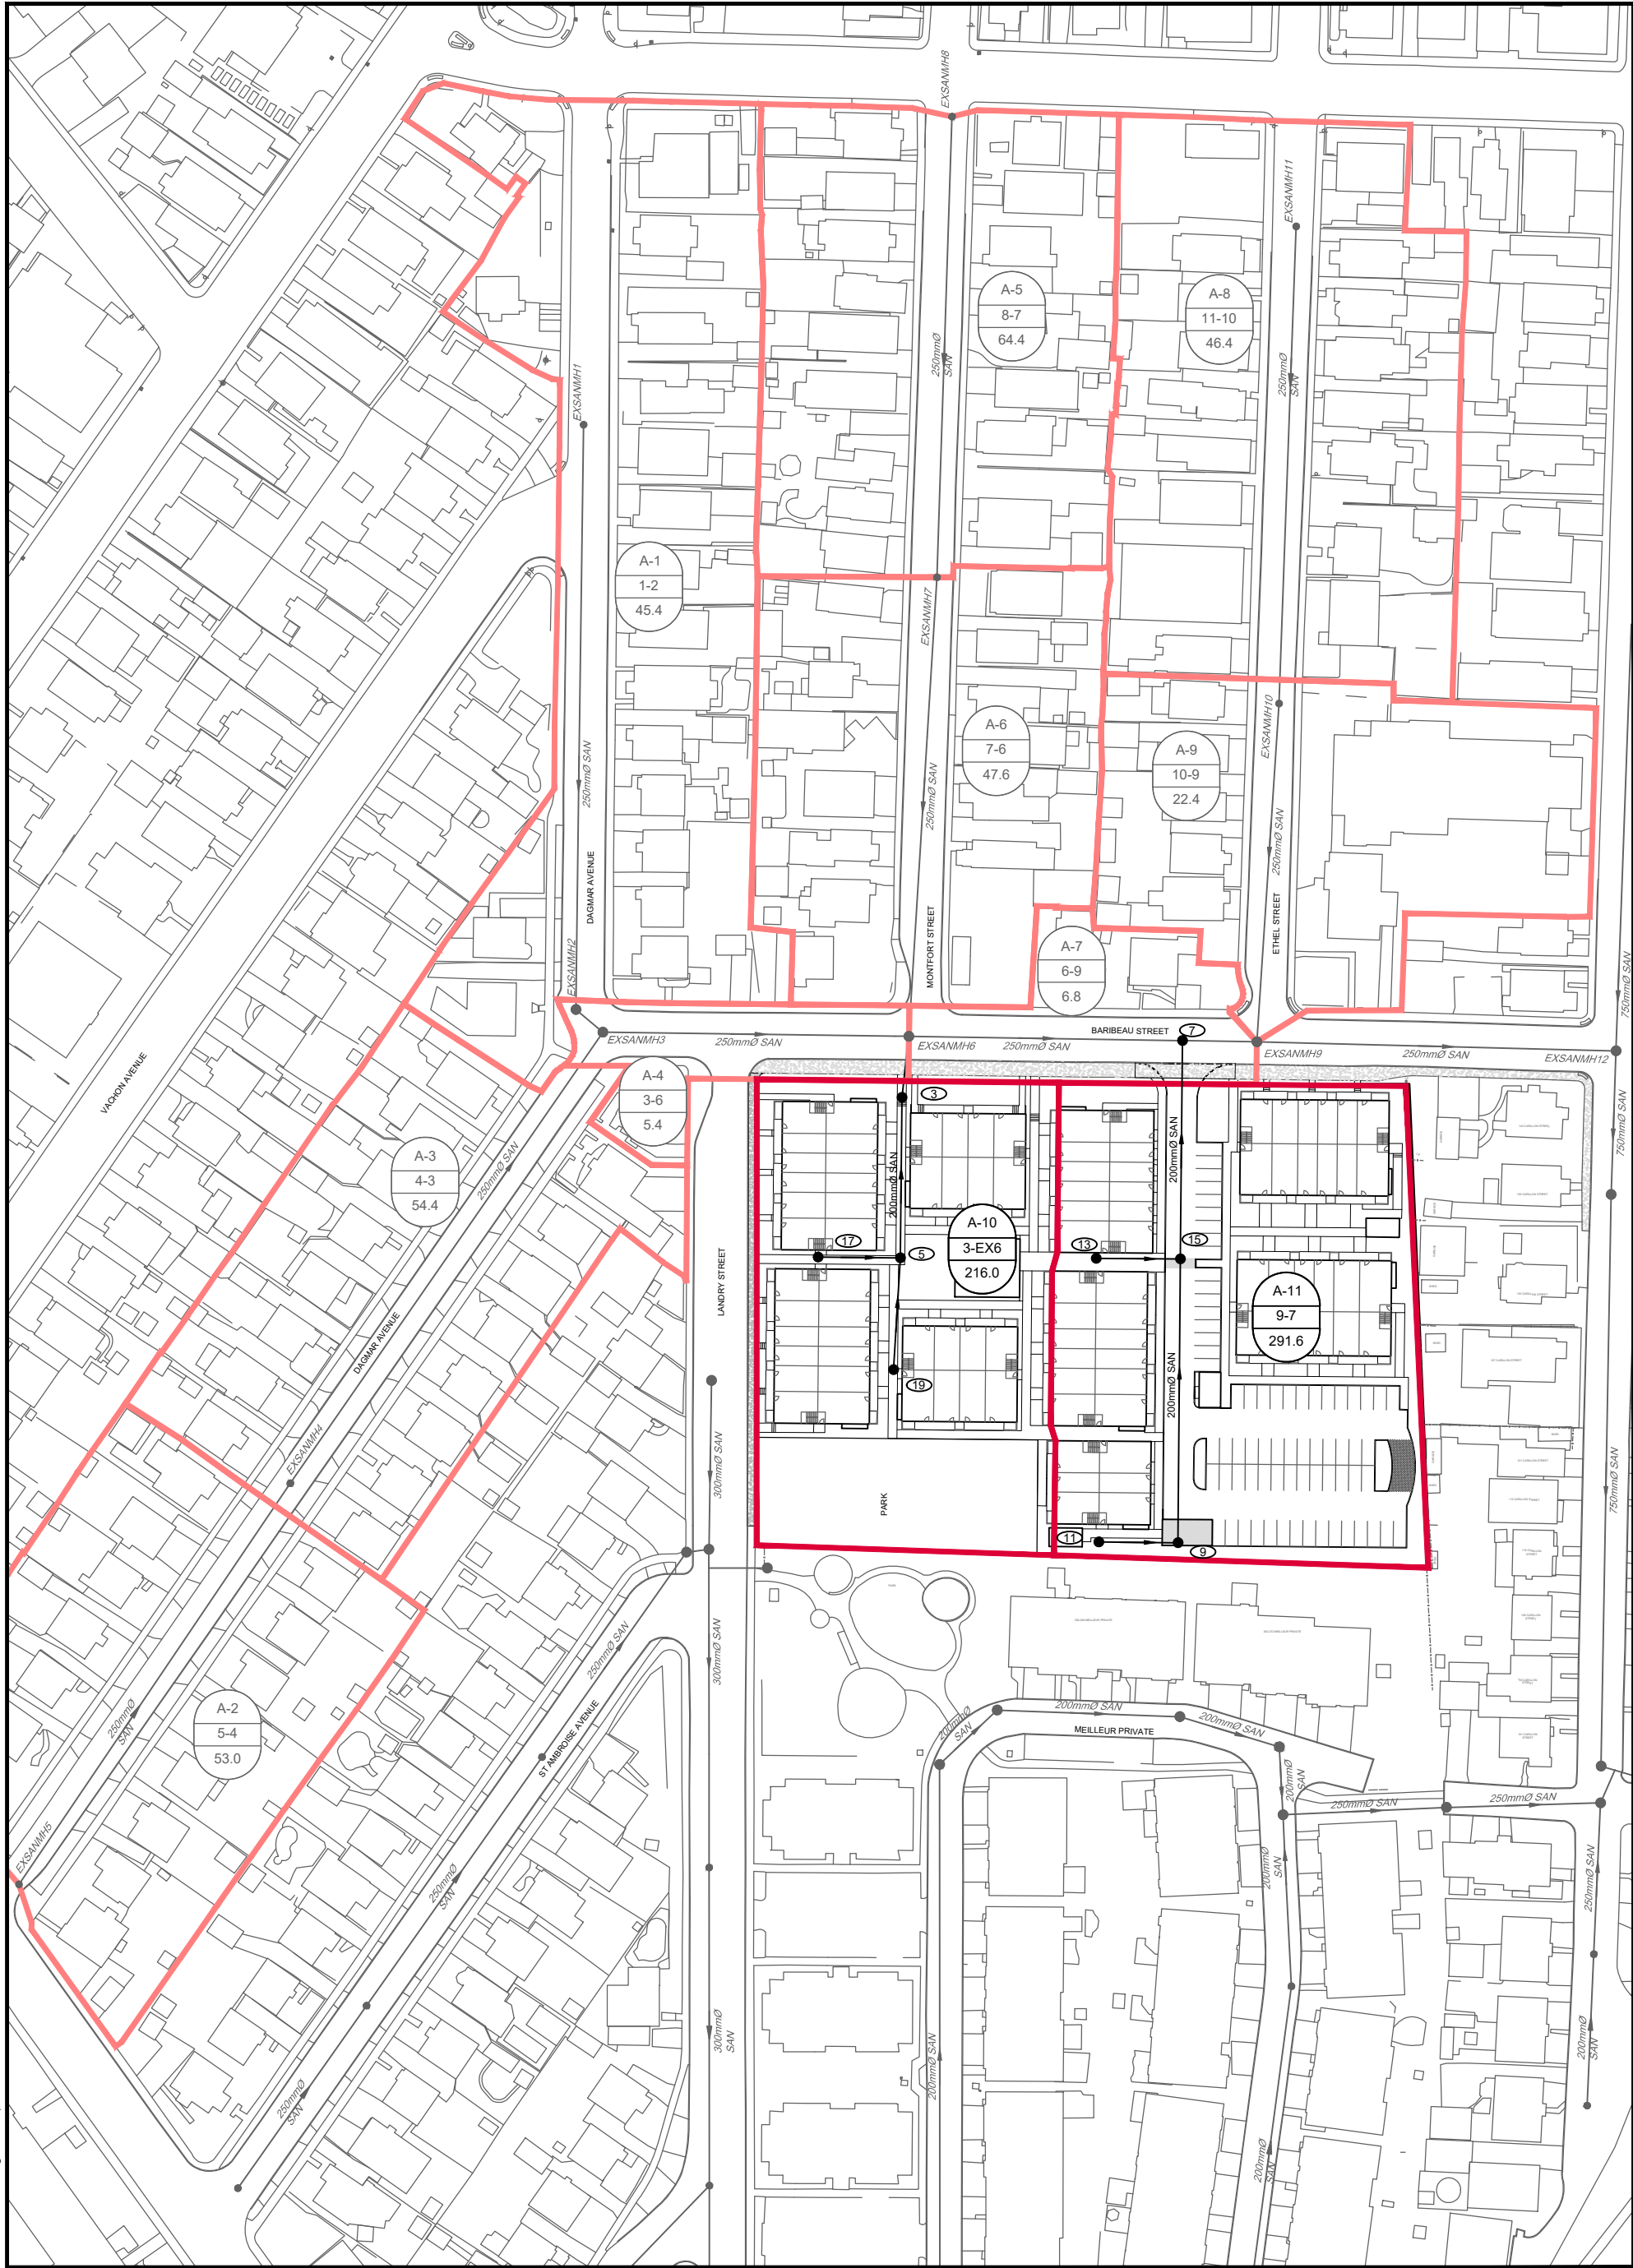 EXSANMH8
EXSANMH11
A-5
8-7
64.4
A-8
11-10
46.4
250mmØ
SAN
250mmØ
SAN
EXSANMH1
A-1
1-2
45.4
EXSANMH7
A-6
7-6
47.6
EXSANMH10
A-9
10-9
22.4
250mmØ SAN
250mmØ SAN
250mmØ SAN
DAGMAR AVENUE
MONTFORT STREET
ETHEL STREET
A-7
6-9
6.8
EXSANMH2
750mmØ SAN
BARIBEAU STREET
7
EXSANMH3
250mmØ SAN
EXSANMH6
250mmØ SAN
EXSANMH9
250mmØ SAN
EXSANMH12
VACHON AVENUE
A-4
3-6
5.4
3
750mmØ SAN
A-3
4-3
54.4
250mmØ SAN
200mmØ SAN
200mmØ SAN
A-10
3-EX6
216.0
17
5
13
15
LANDRY STREET
A-11
9-7
291.6
DAGMAR AVENUE
19
200mmØ SAN
EXSANMH4
300mmØ SAN
PARK
750mmØ SAN
11
9
250mmØ SAN
300mmØ SAN
A-2
5-4
53.0
250mmØ
SAN
ST AMBROISE AVENUE
200mmØ
SAN
200mmØ SAN
200mmØ SAN
MEILLEUR PRIVATE
200mmØ
SAN
250mmØ SAN
250mmØ SAN
EXSANMH5
250mmØ
SAN
200mmØ
SAN
250mmØ SAN
300mmØ
SAN
200mmØ SAN
200mmØ
SAN
250mmØ
SAN
200mmØ
SAN